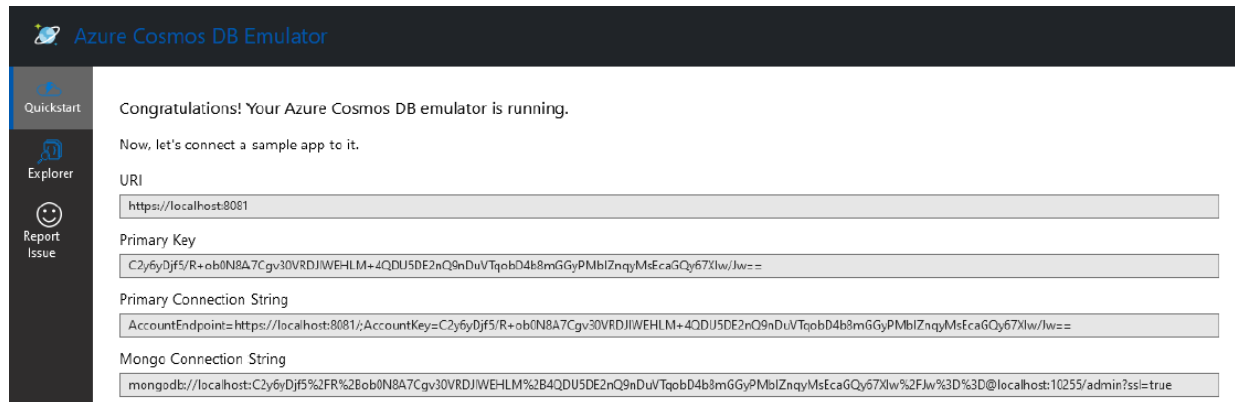 Azure Cosmos DB Emulator
Quickstart
Explorer
Report
Issue
Congratulations! Your Azure Cosmos DB emulator is running.
Now, let's connect a sample app to it.
URI
https://localhost:8081
Primary Key
C2y6yDjf5/R+ob0N8A7Cgv30VRDJIWEHLM+4QDU5DE2nQ9nDuVTqobD4b8mGGyPMbIZnqyMsEcaGQy67XIw/Jw==
Primary Connection String
AccountEndpoint=https://localhost:8081/;AccountKey=C2y6yDjf5/R+ob0N8A7Cgv30VRDJIWEHLM+4QDU5DE2nQ9nDuVTqobD4b8mGGyPMbIZnqyMsEcaGQy67XIw/Jw==
Mongo Connection String
mongodb://localhost:C2y6yDjf5%2FR%2Bob0N8A7Cgv30VRDJIWEHLM%2B4QDU5DE2nQ9nDuVTqobD4b8mGGyPMbIZnqyMsEcaGQy67XIw%2FJw%3D%3D@localhost:10255/admin?ssl=true